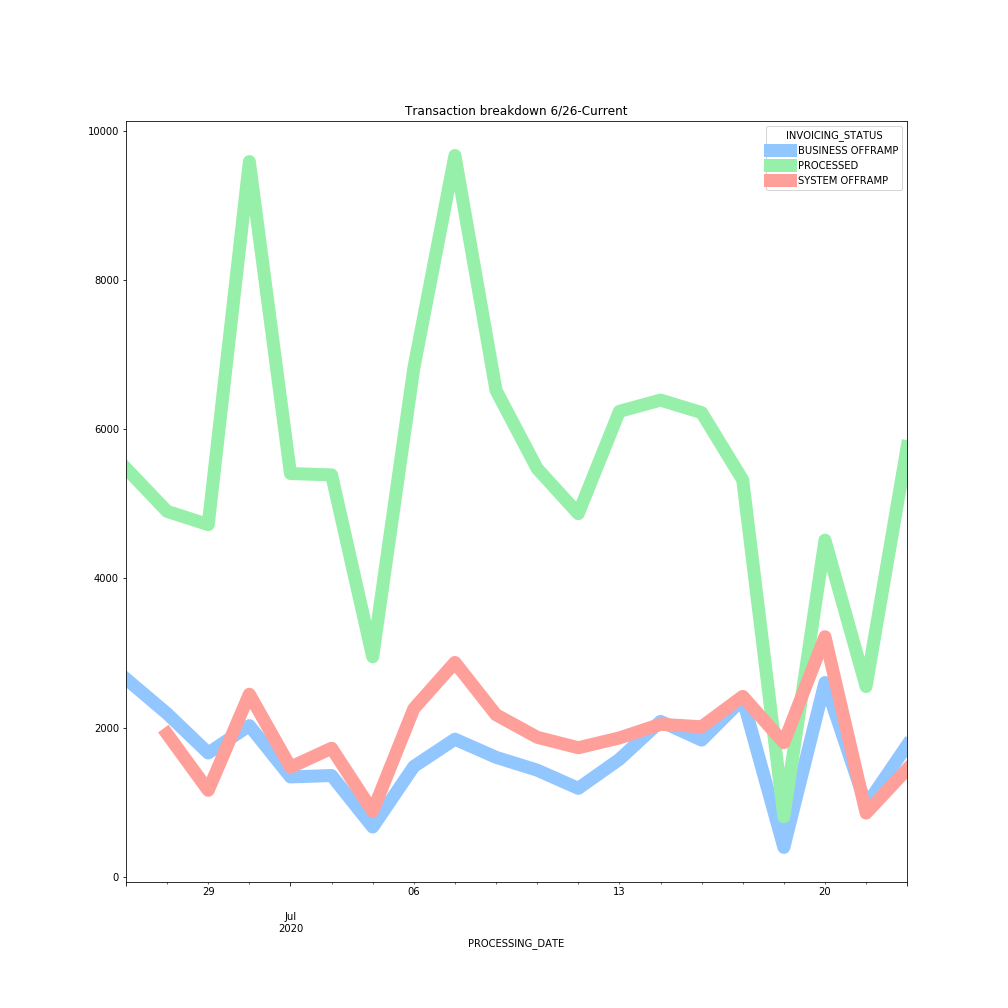 Transaction breakdown 6/26-Current
INVOICING_STATUS
BUSINESS OFFRAMP
PROCESSED
SYSTEM OFFRAMP
10000
8000
6000
4000
2000
0
29
06
13
20
Jul
2020
PROCESSING_DATE